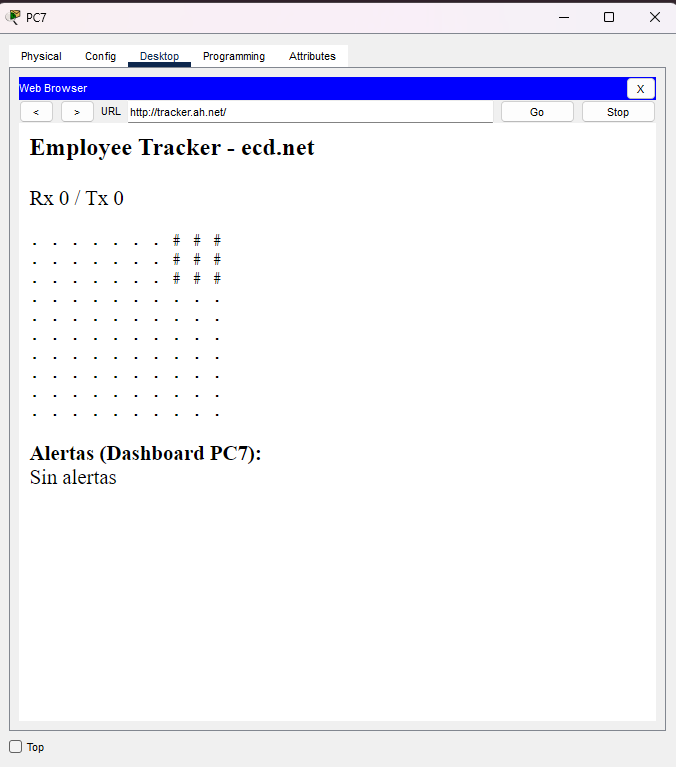 PC7
Physical Config Desktop Programming Attributes
Web Browser X
< > URL http://tracker.ah.net/ Go Stop
Employee Tracker - ecd.net
Rx 0 / Tx 0
. . . . . . . # # #
. . . . . . . # # #
. . . . . . . # # #
. . . . . . . . . .
. . . . . . . . . .
. . . . . . . . . .
. . . . . . . . . .
. . . . . . . . . .
. . . . . . . . . .
. . . . . . . . . .
Alertas (Dashboard PC7):
Sin alertas
Top